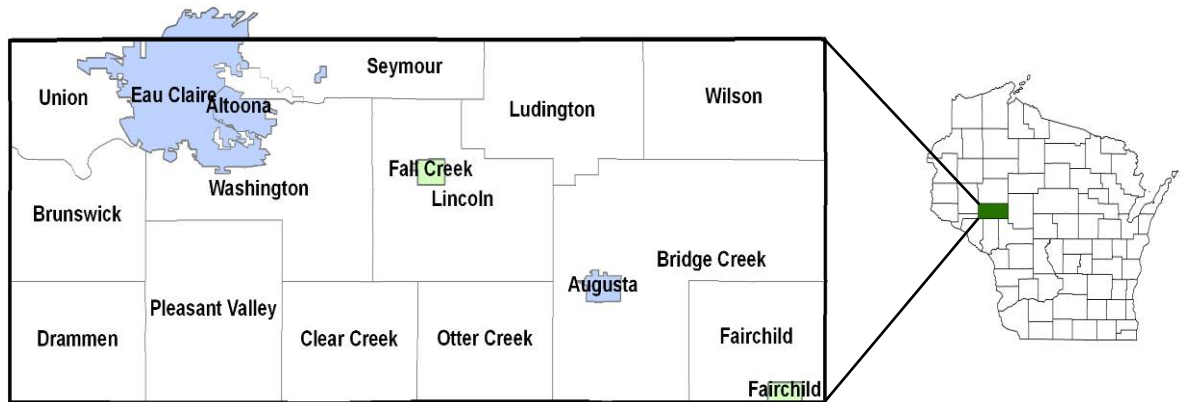 Seymour
Union
Eau Claire
Altoona
Ludington
Wilson
Fall Creek
Washington
Lincoln
Brunswick
Bridge Creek
Augusta
Pleasant Valley
Drammen
Clear Creek
Otter Creek
Fairchild
Fairchild